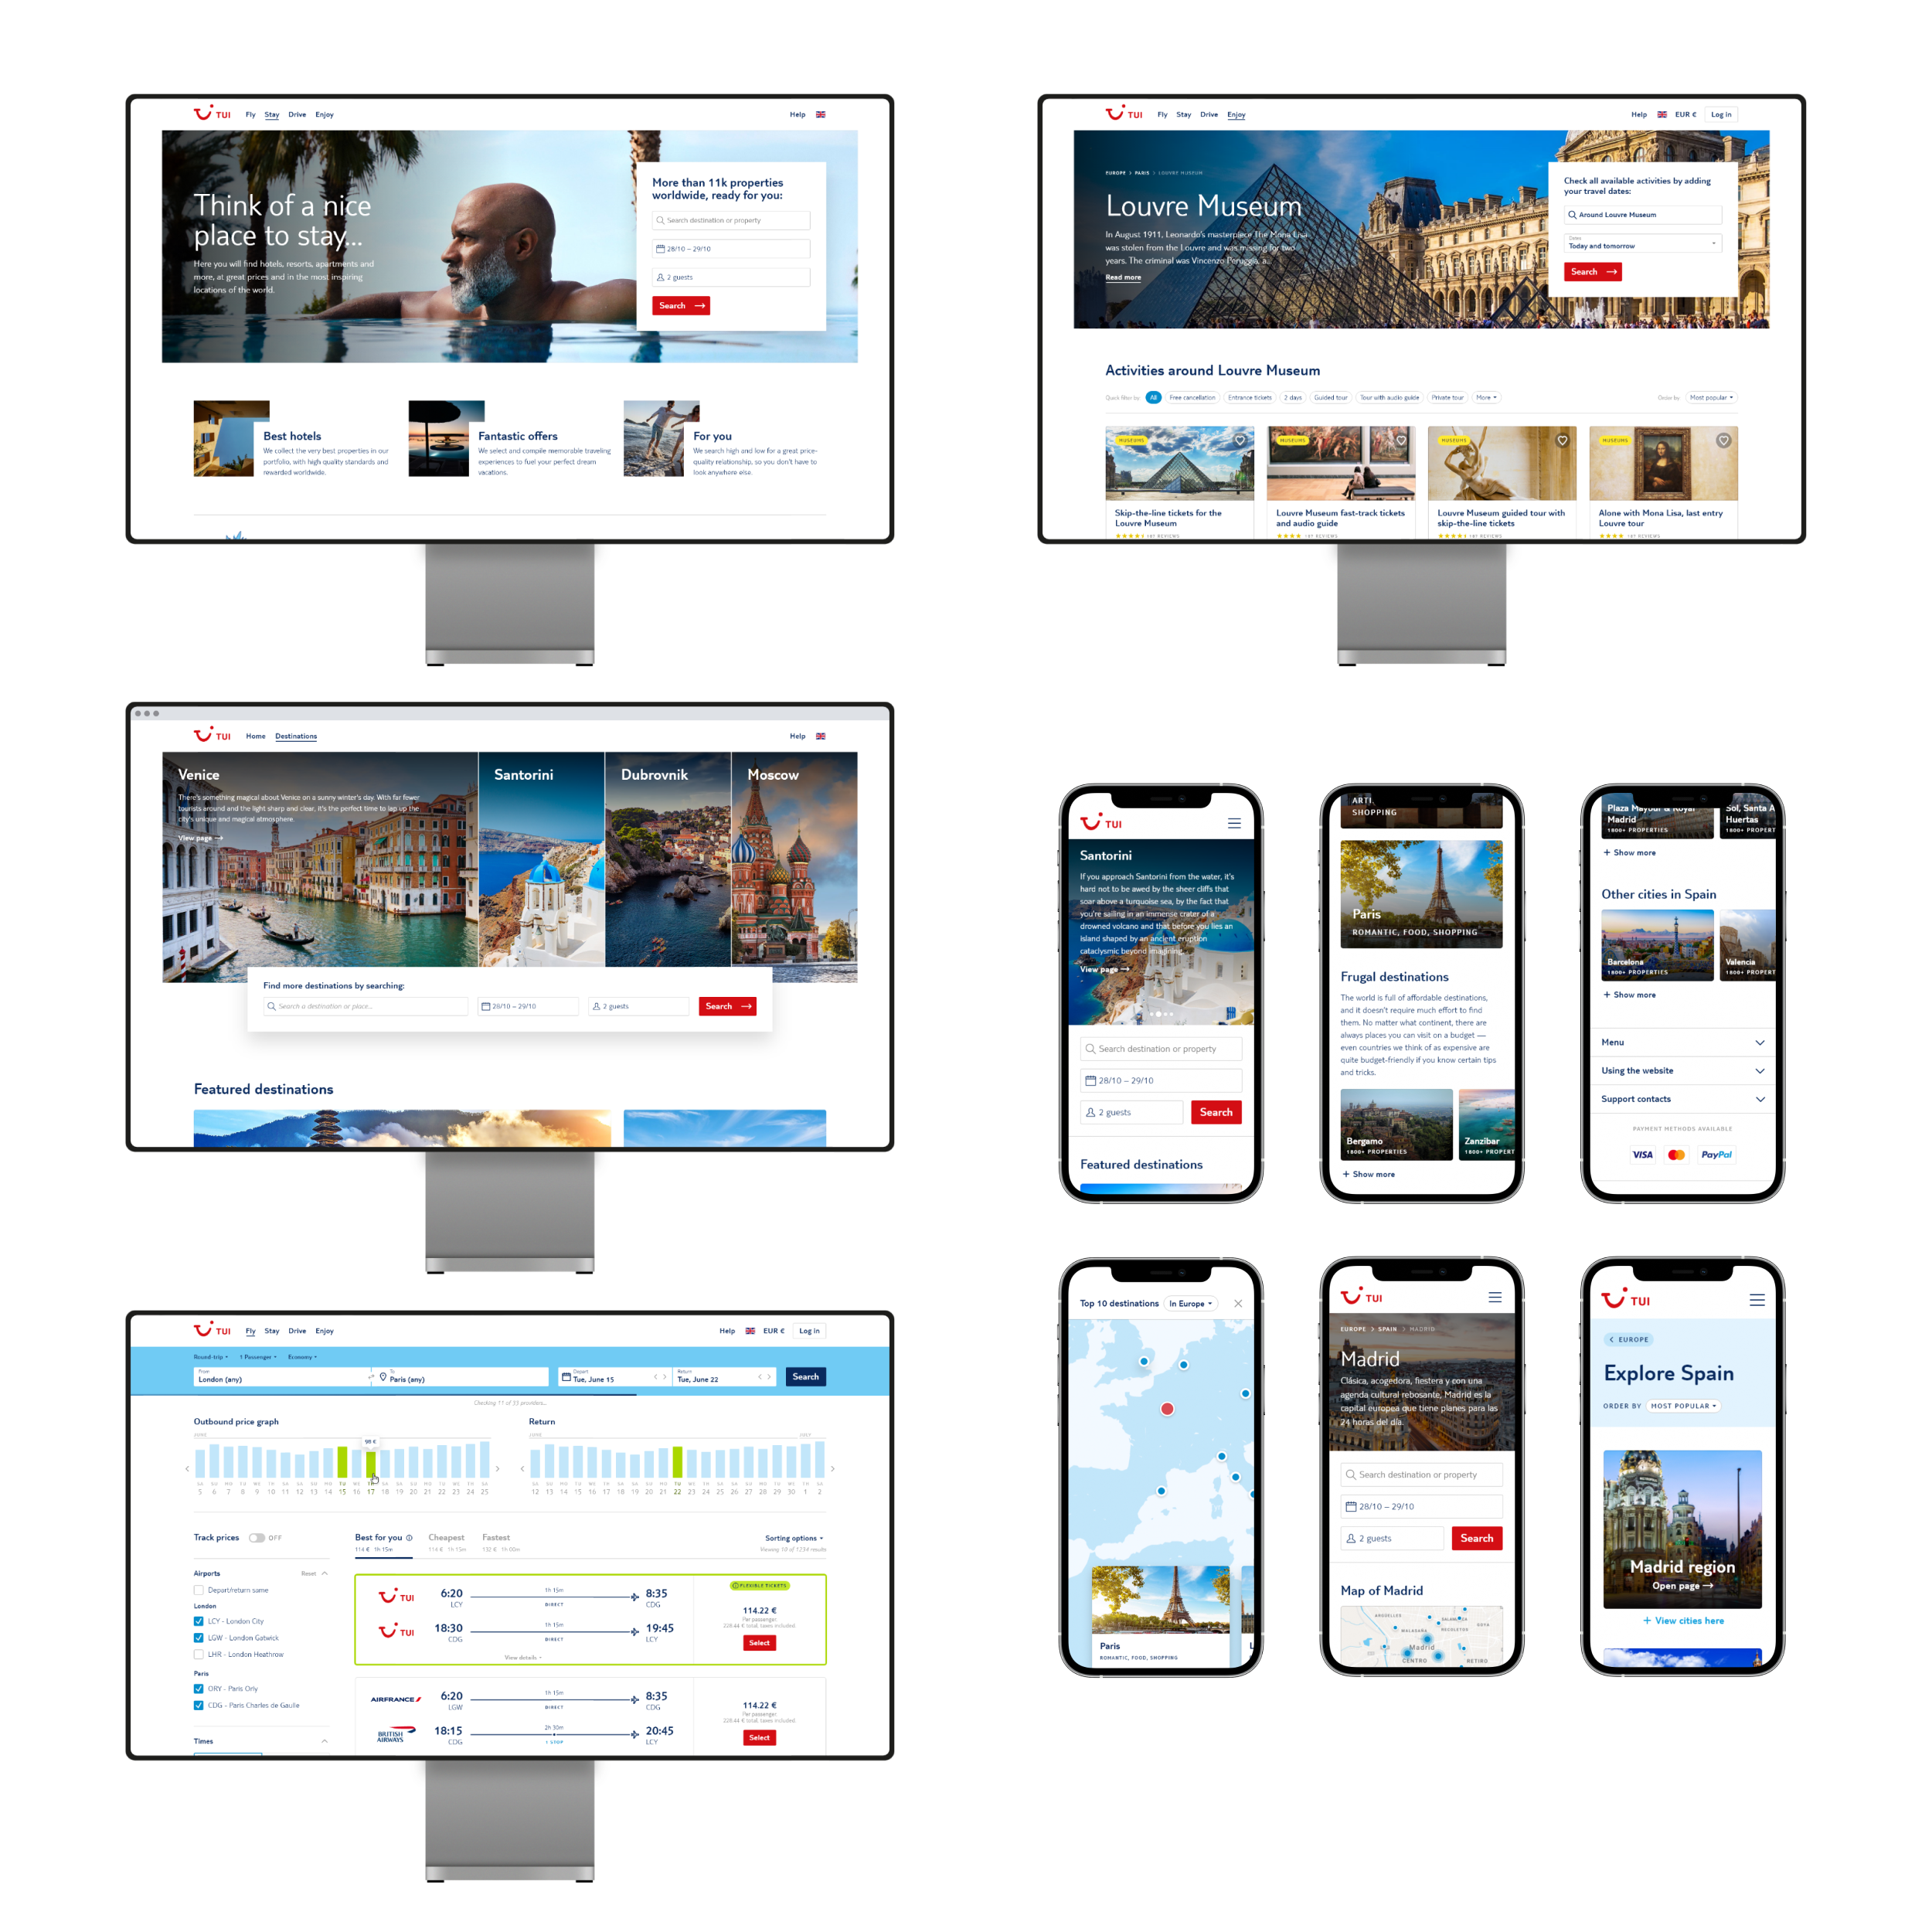 TUI Fly Stay Drive Enjoy Help
Think of a nice
place to stay...
Here you will find hotels, resorts, apartments and
more, at great prices and in the most inspiring
locations of the world.
More than 11k properties
worldwide, ready for you:
Search destination or property
28/10 – 29/10
2 guests
Search
Best hotels
We collect the very best properties in our
portfolio, with high quality standards and
rewarded worldwide.
Fantastic offers
We select and compile memorable traveling
experiences to fuel your perfect dream
vacations.
For you
We search high and low for a great price-
quality relationship, so you don't have to
look anywhere else.
TUI Fly Stay Drive Enjoy Help EUR € Log in
EUROPE > PARIS > LOUVRE MUSEUM
Louvre Museum
In August 1911, Leonardo's masterpiece The Mona Lisa
was stolen from the Louvre and was missing for two
years. The criminal was Vincenzo Peruggia, a...
Read more
Check all available activities by adding
your travel dates:
Around Louvre Museum
Dates
Today and tomorrow
Search
Activities around Louvre Museum
Quick filter by: All Free cancellation Entrance tickets 2 days Guided tour Tour with audio guide Private tour More Order by Most popular
MUSEUMS MUSEUMS MUSEUMS MUSEUMS
Skip-the-line tickets for the
Louvre Museum
197 REVIEWS
Louvre Museum fast-track tickets
and audio guide
197 REVIEWS
Louvre Museum guided tour with
skip-the-line tickets
197 REVIEWS
Alone with Mona Lisa, last entry
Louvre tour
197 REVIEWS
TUI Home Destinations Help
Venice
There's something magical about Venice on a sunny winter's day. With far fewer
tourists around and the light sharp and clear, it's the perfect time to lap up the
city's unique and magical atmosphere.
View page
Santorini
Dubrovnik
Moscow
Find more destinations by searching:
Search a destination or place...
28/10 – 29/10
2 guests
Search
Featured destinations
TUI
Santorini
If you approach Santorini from the water, it's
hard not to be awed by the sheer cliffs that
soar above a turquoise sea, by the fact that
you're sailing in an immense crater of a
drowned volcano and that before you lies an
island shaped by an ancient eruption
cataclysmic beyond imagining.
View page
Search destination or property
28/10 – 29/10
2 guests
Search
Featured destinations
ARTI,
SHOPPING
Paris
ROMANTIC, FOOD, SHOPPING
Frugal destinations
The world is full of affordable destinations,
and it doesn't require much effort to find
them. No matter what continent, there are
always places you can visit on a budget —
even countries we think of as expensive are
quite budget-friendly if you know certain tips
and tricks.
Bergamo
1800+ PROPERTIES
Zanzibar
1800+ PROPERT
+ Show more
Plaza Mayour & Royal
Madrid
1800+ PROPERTIES
Sol, Santa A
Huertas
1800+ PROPERT
+ Show more
Other cities in Spain
Barcelona
1800+ PROPERTIES
Valencia
1800+ PROPERT
+ Show more
Menu
Using the website
Support contacts
PAYMENT METHODS AVAILABLE
VISA PayPal
TUI Fly Stay Drive Enjoy Help EUR € Log in
Round-trip 1 Passenger Economy
From
London (any)
To
Paris (any)
Depart
Tue, June 15
Return
Tue, June 22
Search
Checking 11 of 33 providers...
Outbound price graph
JUNE
98 €
5 6 7 8 9 10 11 12 13 14 15 16 17 18 19 20 21 22 23 24 25
Return
JUNE JULY
12 13 14 15 16 17 18 19 20 21 22 23 24 25 26 27 28 29 30 1 2
Track prices OFF
Best for you
114 € 1h 15m
Cheapest
114 € 1h 15m
Fastest
132 € 1h 00m
Sorting options
Viewing 10 of 1234 results
Airports Reset
Depart/return same
London
LCY - London City
LGW - London Gatwick
LHR - London Heathrow
Paris
ORY - Paris Orly
CDG - Paris Charles de Gaulle
Times
TUI 6:20 LCY 1h 15m DIRECT 8:35 CDG
TUI 18:30 CDG 1h 15m DIRECT 19:45 LCY
View details
FLEXIBLE TICKETS
114.22 €
Per passenger.
228.44 € total, taxes included.
Select
AIRFRANCE 6:20 LGW 1h 15m DIRECT 8:35 CDG
BRITISH AIRWAYS 18:15 CDG 2h 30m 1 STOP 20:45 LCY
114.22 €
Per passenger.
228.44 € total, taxes included.
Select
Top 10 destinations In Europe
Paris
ROMANTIC, FOOD, SHOPPING
L
TUI
EUROPE > SPAIN > MADRID
Madrid
Clásica, acogedora, fiestera y con una
agenda cultural rebosante, Madrid es la
capital europea que tiene planes para las
24 horas del día.
Search destination or property
28/10 – 29/10
2 guests
Search
Map of Madrid
ARGÜELLES
SALAMANCA
GOYA
MALASAÑA
RECOLETOS
Madrid
CENTRO
RETIRO
TUI
< EUROPE
Explore Spain
ORDER BY MOST POPULAR
Madrid region
Open page
+ View cities here